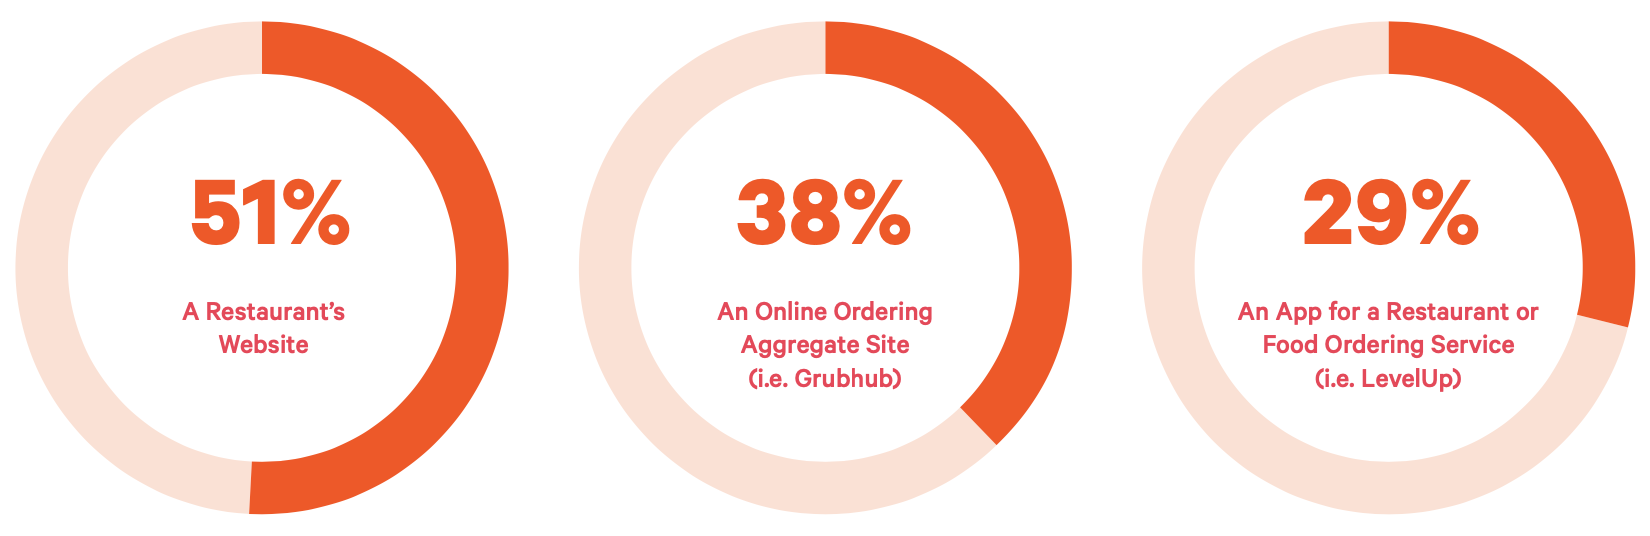 51%
A Restaurant’s
Website
38%
An Online Ordering
Aggregate Site
(i.e. Grubhub)
29%
An App for a Restaurant or
Food Ordering Service
(i.e. LevelUp)